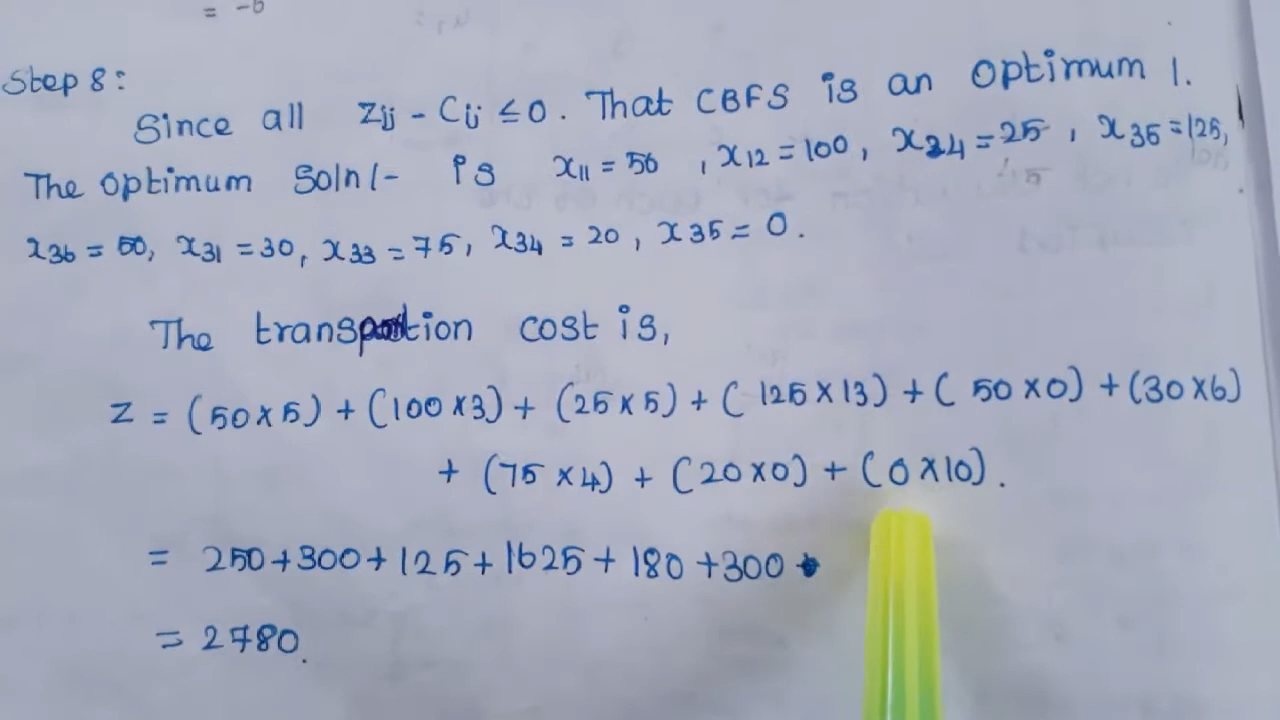 = -6
Step 8:
Since all Zij - Cij ≤ 0. That CBFS is an optimum 1.
The optimum soln/- is x11 = 50 , x12 = 100, x24 = 25 , x35 = 125,
x36 = 50, x31 = 30, x33 = 75, x34 = 20, x35 = 0.
The transportion cost is,
Z = (50 x 5) + (100 x 3) + (25 x 5) + (125 x 13) + (50 x 0) + (30 x 6)
+ (75 x 4) + (20 x 0) + (0 x 10).
= 250 + 300 + 125 + 1625 + 180 + 300
= 2780.